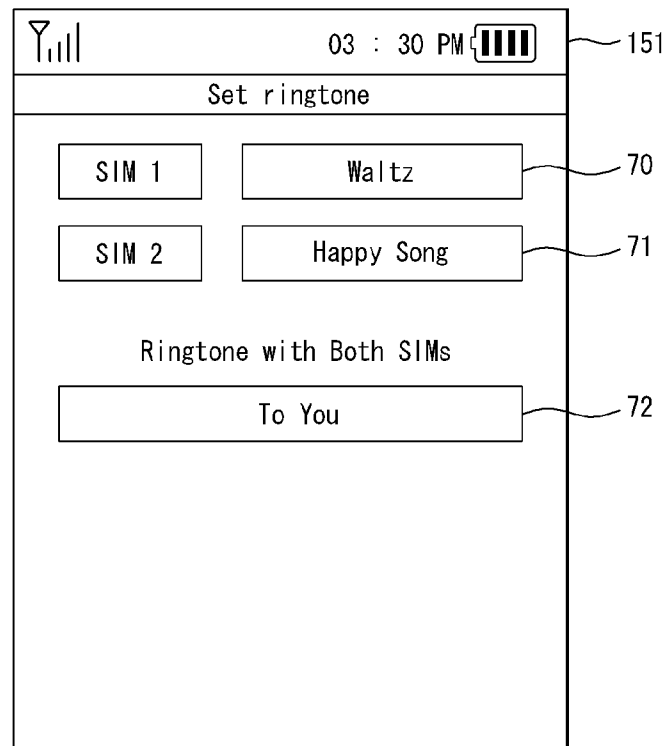 03 : 30 PM 151
Set ringtone
SIM 1 Waltz 70
SIM 2 Happy Song 71
Ringtone with Both SIMs
To You 72